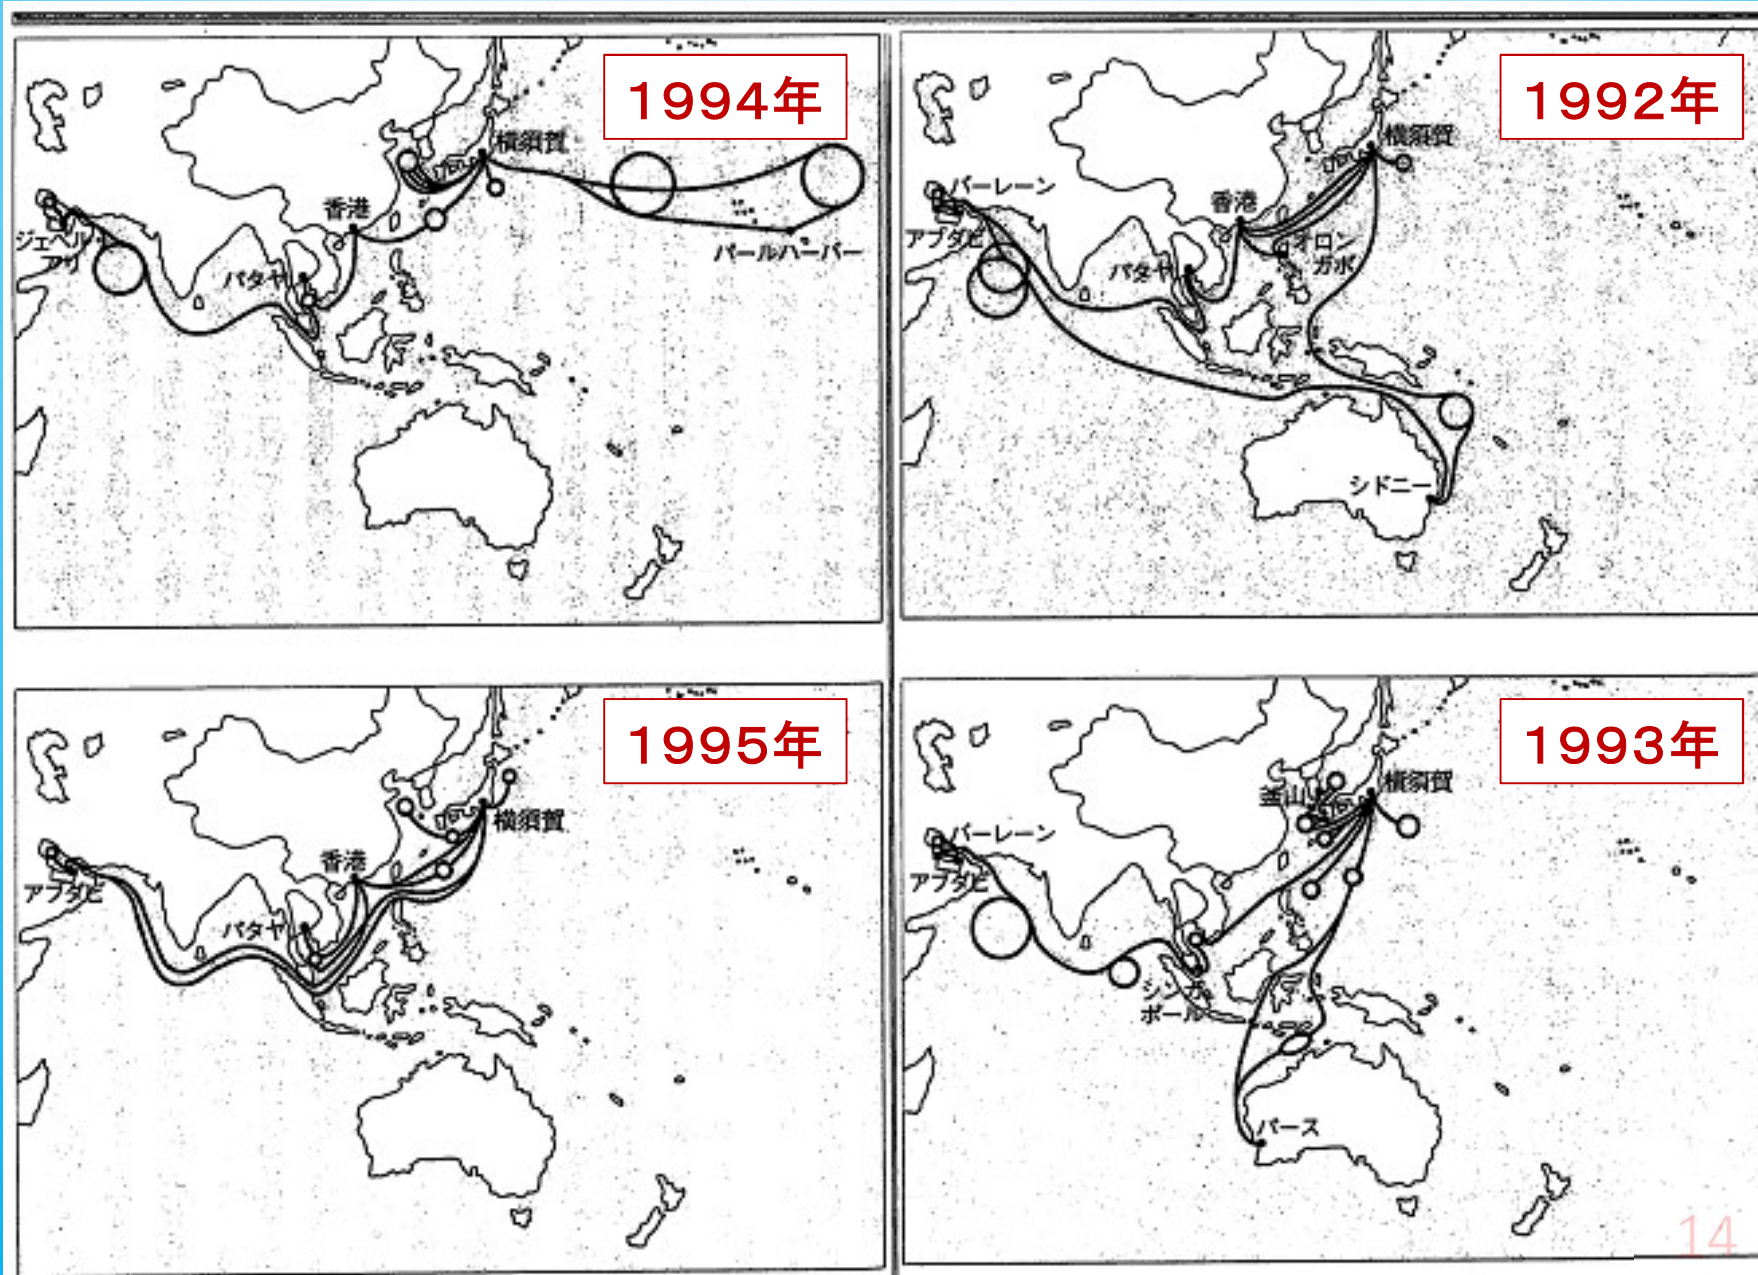 1994年
横須賀
香港
ジェベル・
アリ
パタヤ
パールハーバー
1992年
横須賀
バーレーン
香港
アブダビ
オロン
ガポ
パタヤ
シドニー
1995年
横須賀
香港
アブダビ
パタヤ
1993年
横須賀
釜山
バーレーン
アブダビ
シンガ
ポール
パース
14